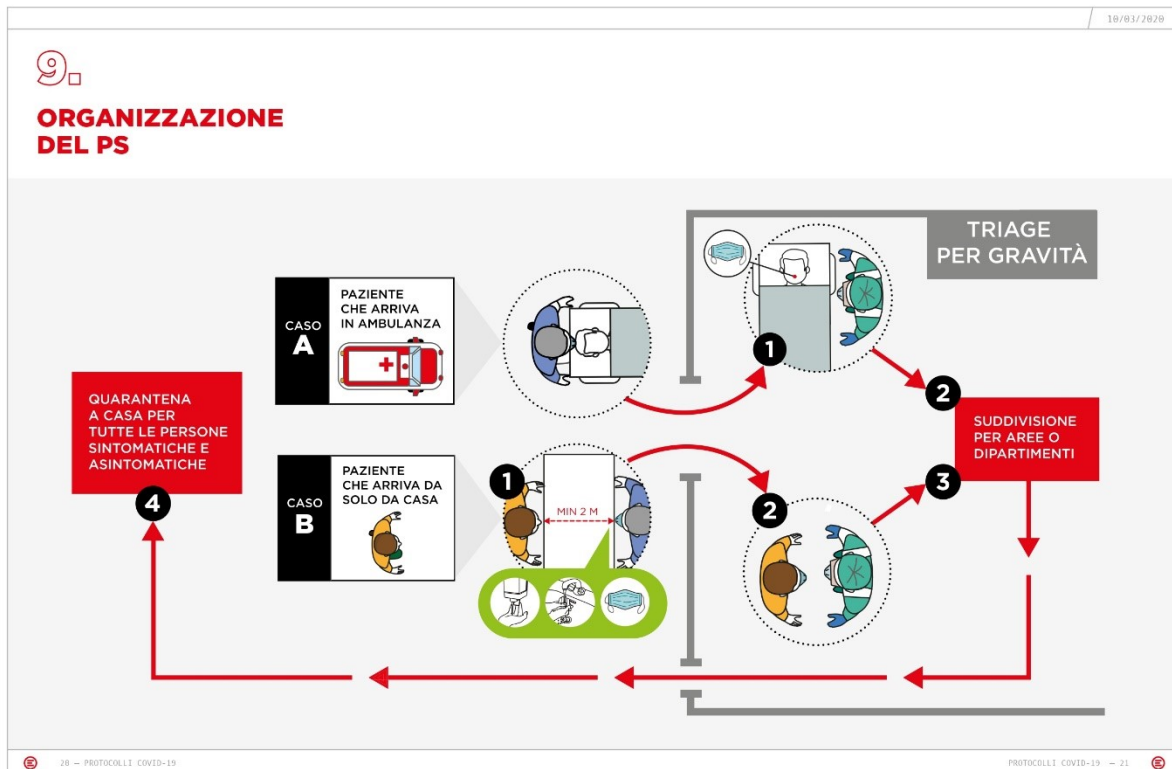 10/03/2020
9.
ORGANIZZAZIONE
DEL PS
TRIAGE
PER GRAVITÀ
CASO
A
PAZIENTE
CHE ARRIVA
IN AMBULANZA
1
2
QUARANTENA
A CASA PER
TUTTE LE PERSONE
SINTOMATICHE E
ASINTOMATICHE
4
SUDDIVISIONE
PER AREE O
DIPARTIMENTI
CASO
B
PAZIENTE
CHE ARRIVA DA
SOLO DA CASA
1
MIN 2 M
2
3
20 — PROTOCOLLI COVID-19
PROTOCOLLI COVID-19 — 21